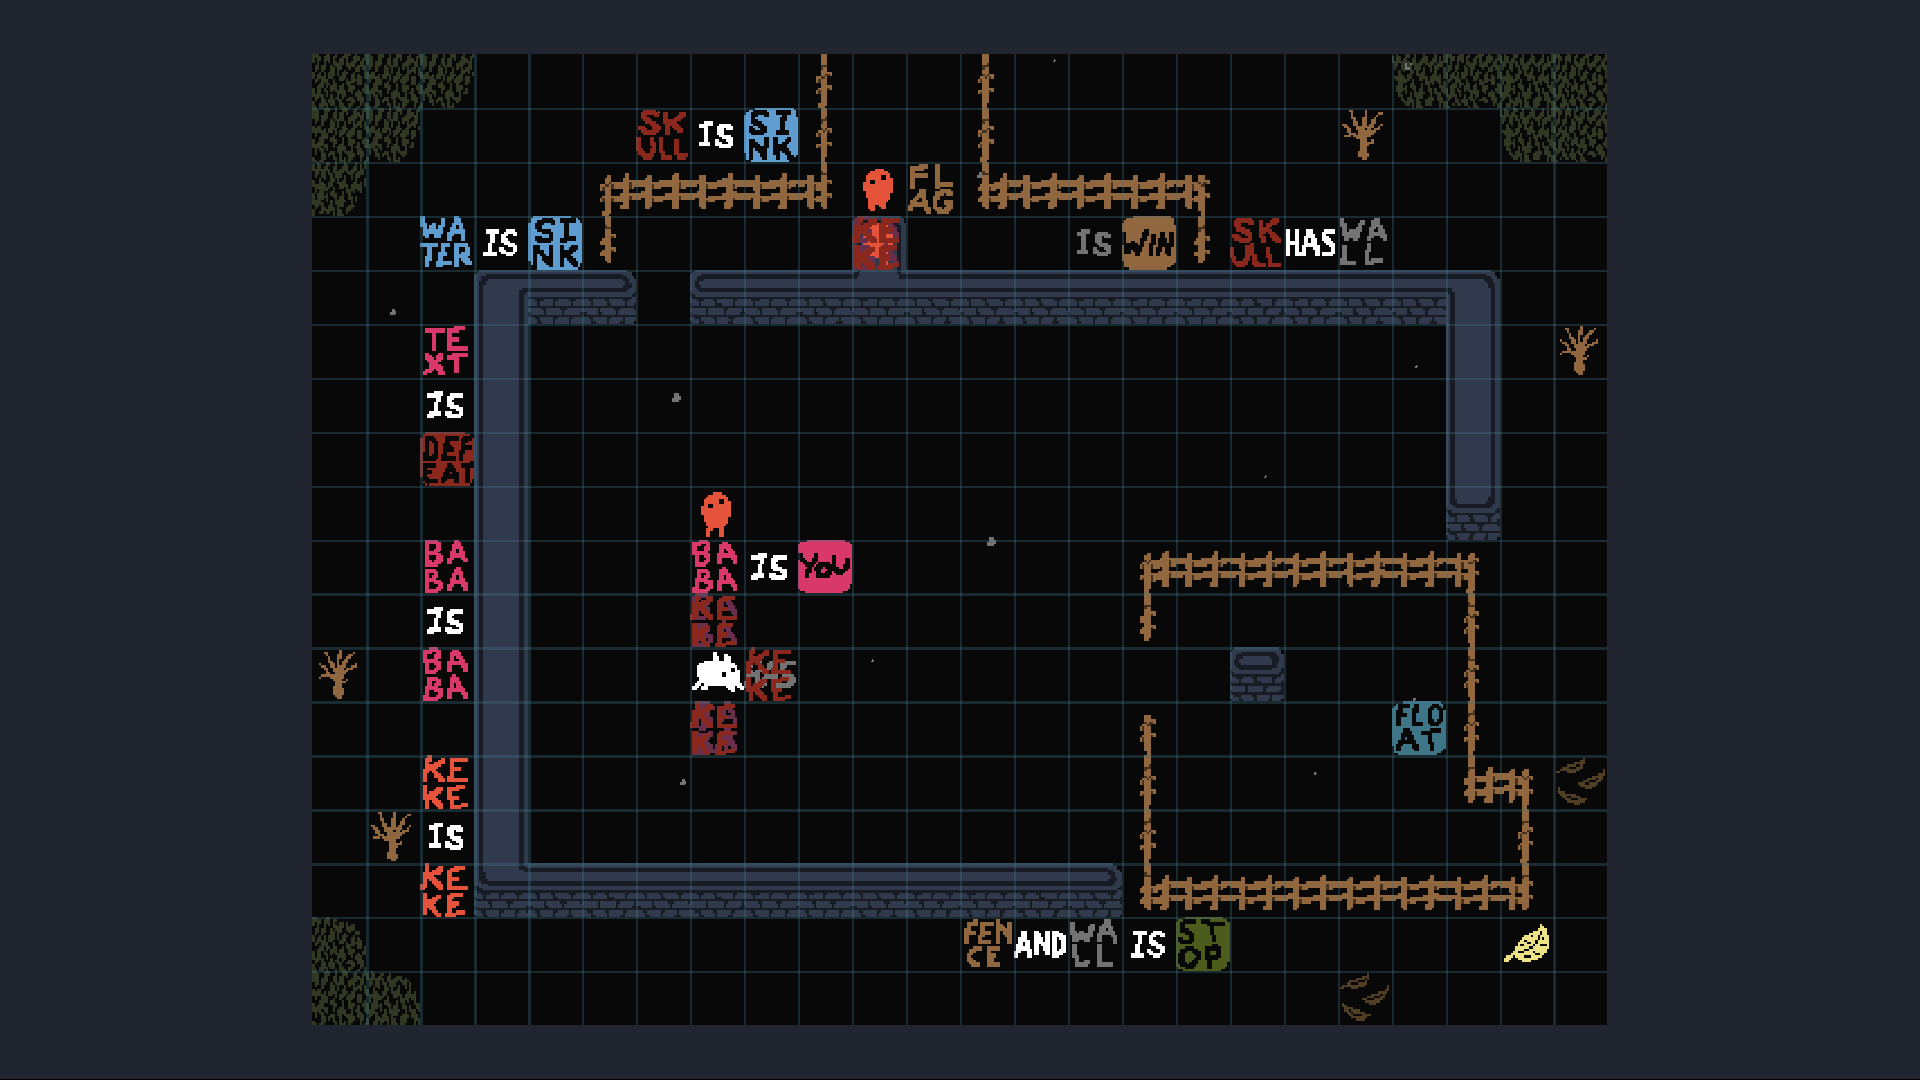 SKULL IS SINK
FLAG
WATER IS SINK
IS WIN
SKULL HAS WALL
TEXT
IS
DEFEAT
BABA IS YOU
BABA
IS
BABA
KEKE
FLOAT
KEKE
IS
KEKE
FENCE AND WALL IS STOP